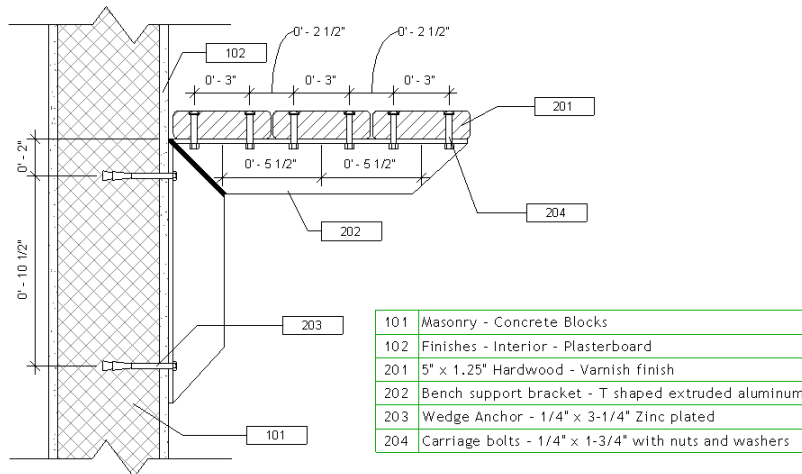 0' - 2 1/2"
0' - 2 1/2"
102
0' - 3"
0' - 3"
0' - 3"
201
0' - 2"
0' - 5 1/2"
0' - 5 1/2"
204
202
0' - 10 1/2"
203
101
101 Masonry - Concrete Blocks
102 Finishes - Interior - Plasterboard
201 5" x 1.25" Hardwood - Varnish finish
202 Bench support bracket - T shaped extruded aluminum
203 Wedge Anchor - 1/4" x 3-1/4" Zinc plated
204 Carriage bolts - 1/4" x 1-3/4" with nuts and washers